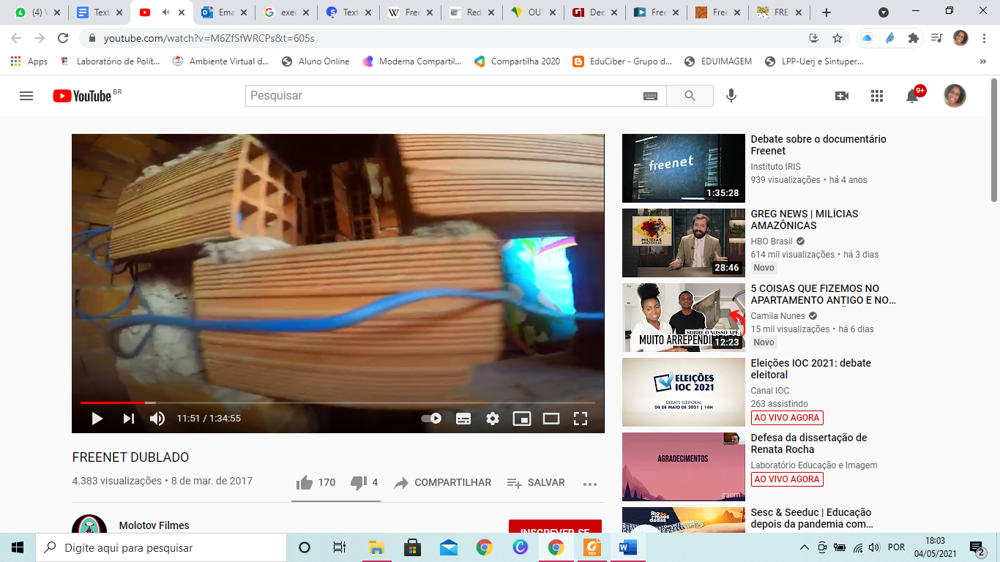 (4) \
Text
Ema
exer
Text
Free
Red
OU
Dee
Free
Free
FRE
youtube.com/watch?v=M6ZfSfWRCPs&t=605s
Apps
Laboratório de Polít...
Ambiente Virtual d...
Aluno Online
Moderna Compartil...
Compartilha 2020
EduCiber - Grupo d...
EDUIMAGEM
LPP-Uerj e Sintuper...
»
YouTube BR
Pesquisar
9+
freenet
1:35:28
Debate sobre o documentário
Freenet
Instituto IRIS
939 visualizações • há 4 anos
MILÍCIAS
AMAZÔNICAS
28:46
GREG NEWS | MILÍCIAS
AMAZÔNICAS
HBO Brasil
614 mil visualizações • há 3 dias
Novo
SOBRE O NOSSO APÊ
MUITO ARREPENDIMENTO
12:23
5 COISAS QUE FIZEMOS NO
APARTAMENTO ANTIGO E NO...
Camila Nunes
15 mil visualizações • há 6 dias
Novo
ELEIÇÕES
IOC 2021
DEBATE ELEITORAL
04 DE MAIO DE 2021 | 14H
Eleições IOC 2021: debate
eleitoral
Canal IOC
263 assistindo
AO VIVO AGORA
AGRADECIMENTOS
zoom
Defesa da dissertação de
Renata Rocha
Laboratório Educação e Imagem
AO VIVO AGORA
Sesc & Seeduc | Educação
depois da pandemia com...
11:51 / 1:34:55
FREENET DUBLADO
4.383 visualizações • 8 de mar. de 2017
170
4
COMPARTILHAR
SALVAR
Molotov Filmes
INSCREVER-SE
Digite aqui para pesquisar
POR
18:03
04/05/2021
2